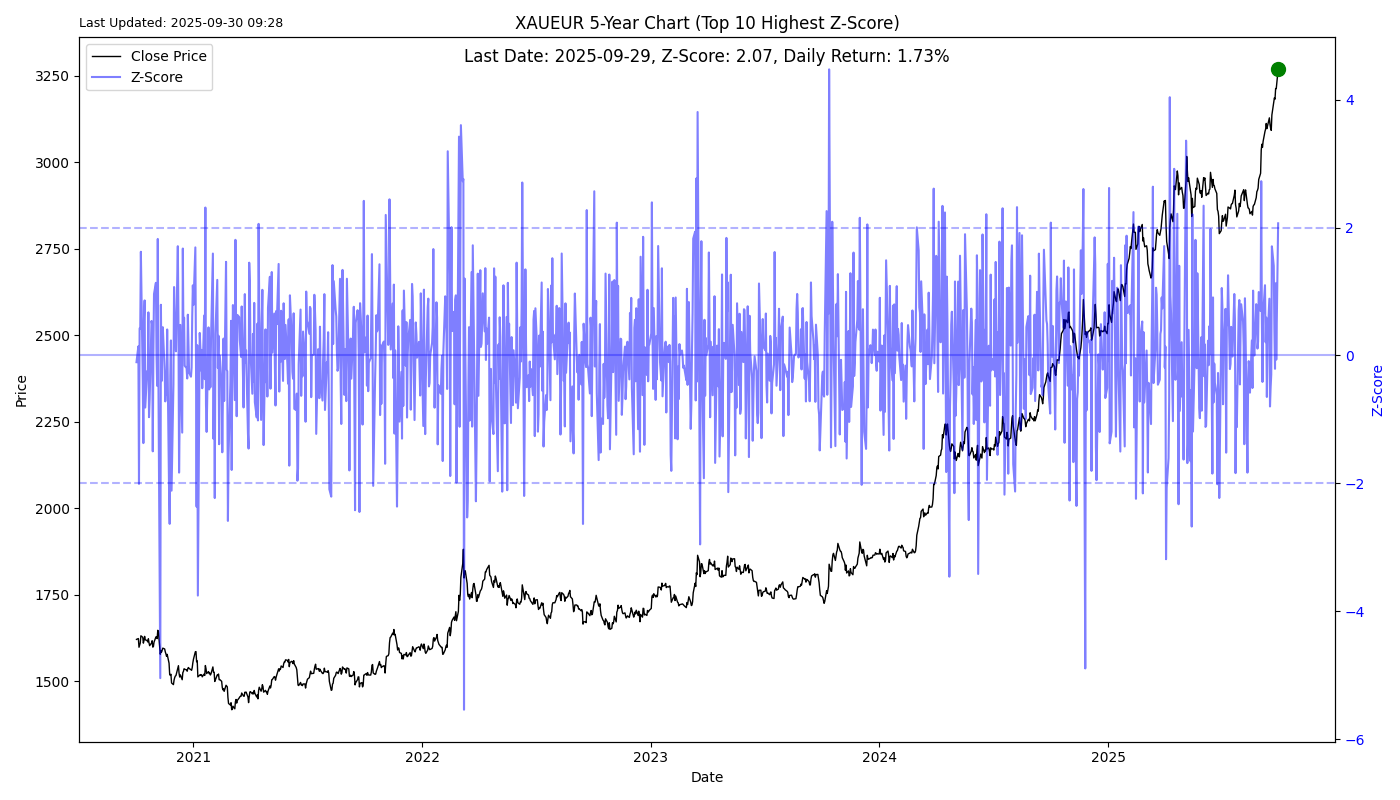 Last Updated: 2025-09-30 09:28
XAUEUR 5-Year Chart (Top 10 Highest Z-Score)
Last Date: 2025-09-29, Z-Score: 2.07, Daily Return: 1.73%
Close Price
Z-Score
3250
3000
2750
2500
2250
2000
1750
1500
Price
4
2
0
−2
−4
−6
Z-Score
2021
2022
2023
2024
2025
Date